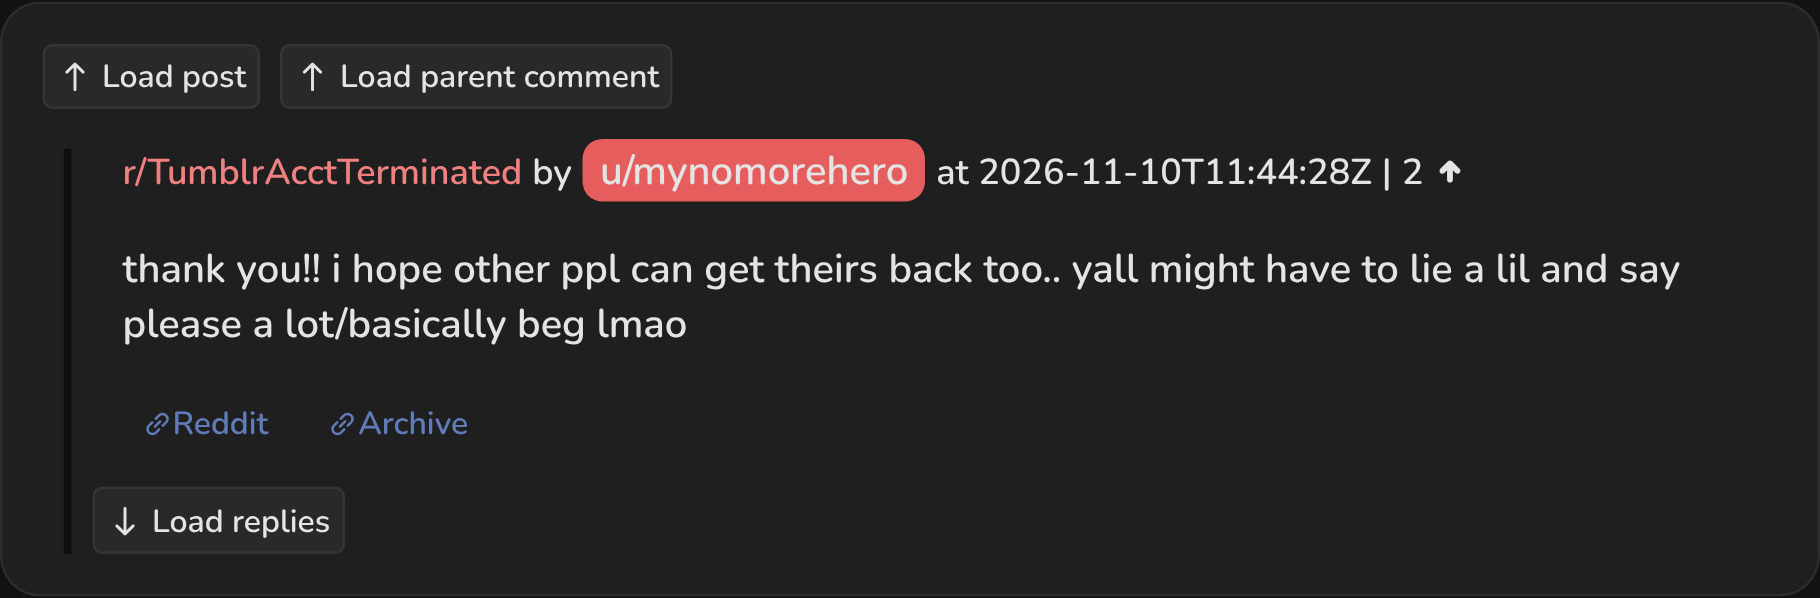 ↑ Load post ↑ Load parent comment
r/TumblrAcctTerminated by u/mynomorehero at 2026-11-10T11:44:28Z | 2 ↑
thank you!! i hope other ppl can get theirs back too.. yall might have to lie a lil and say
please a lot/basically beg lmao
Reddit Archive
↓ Load replies